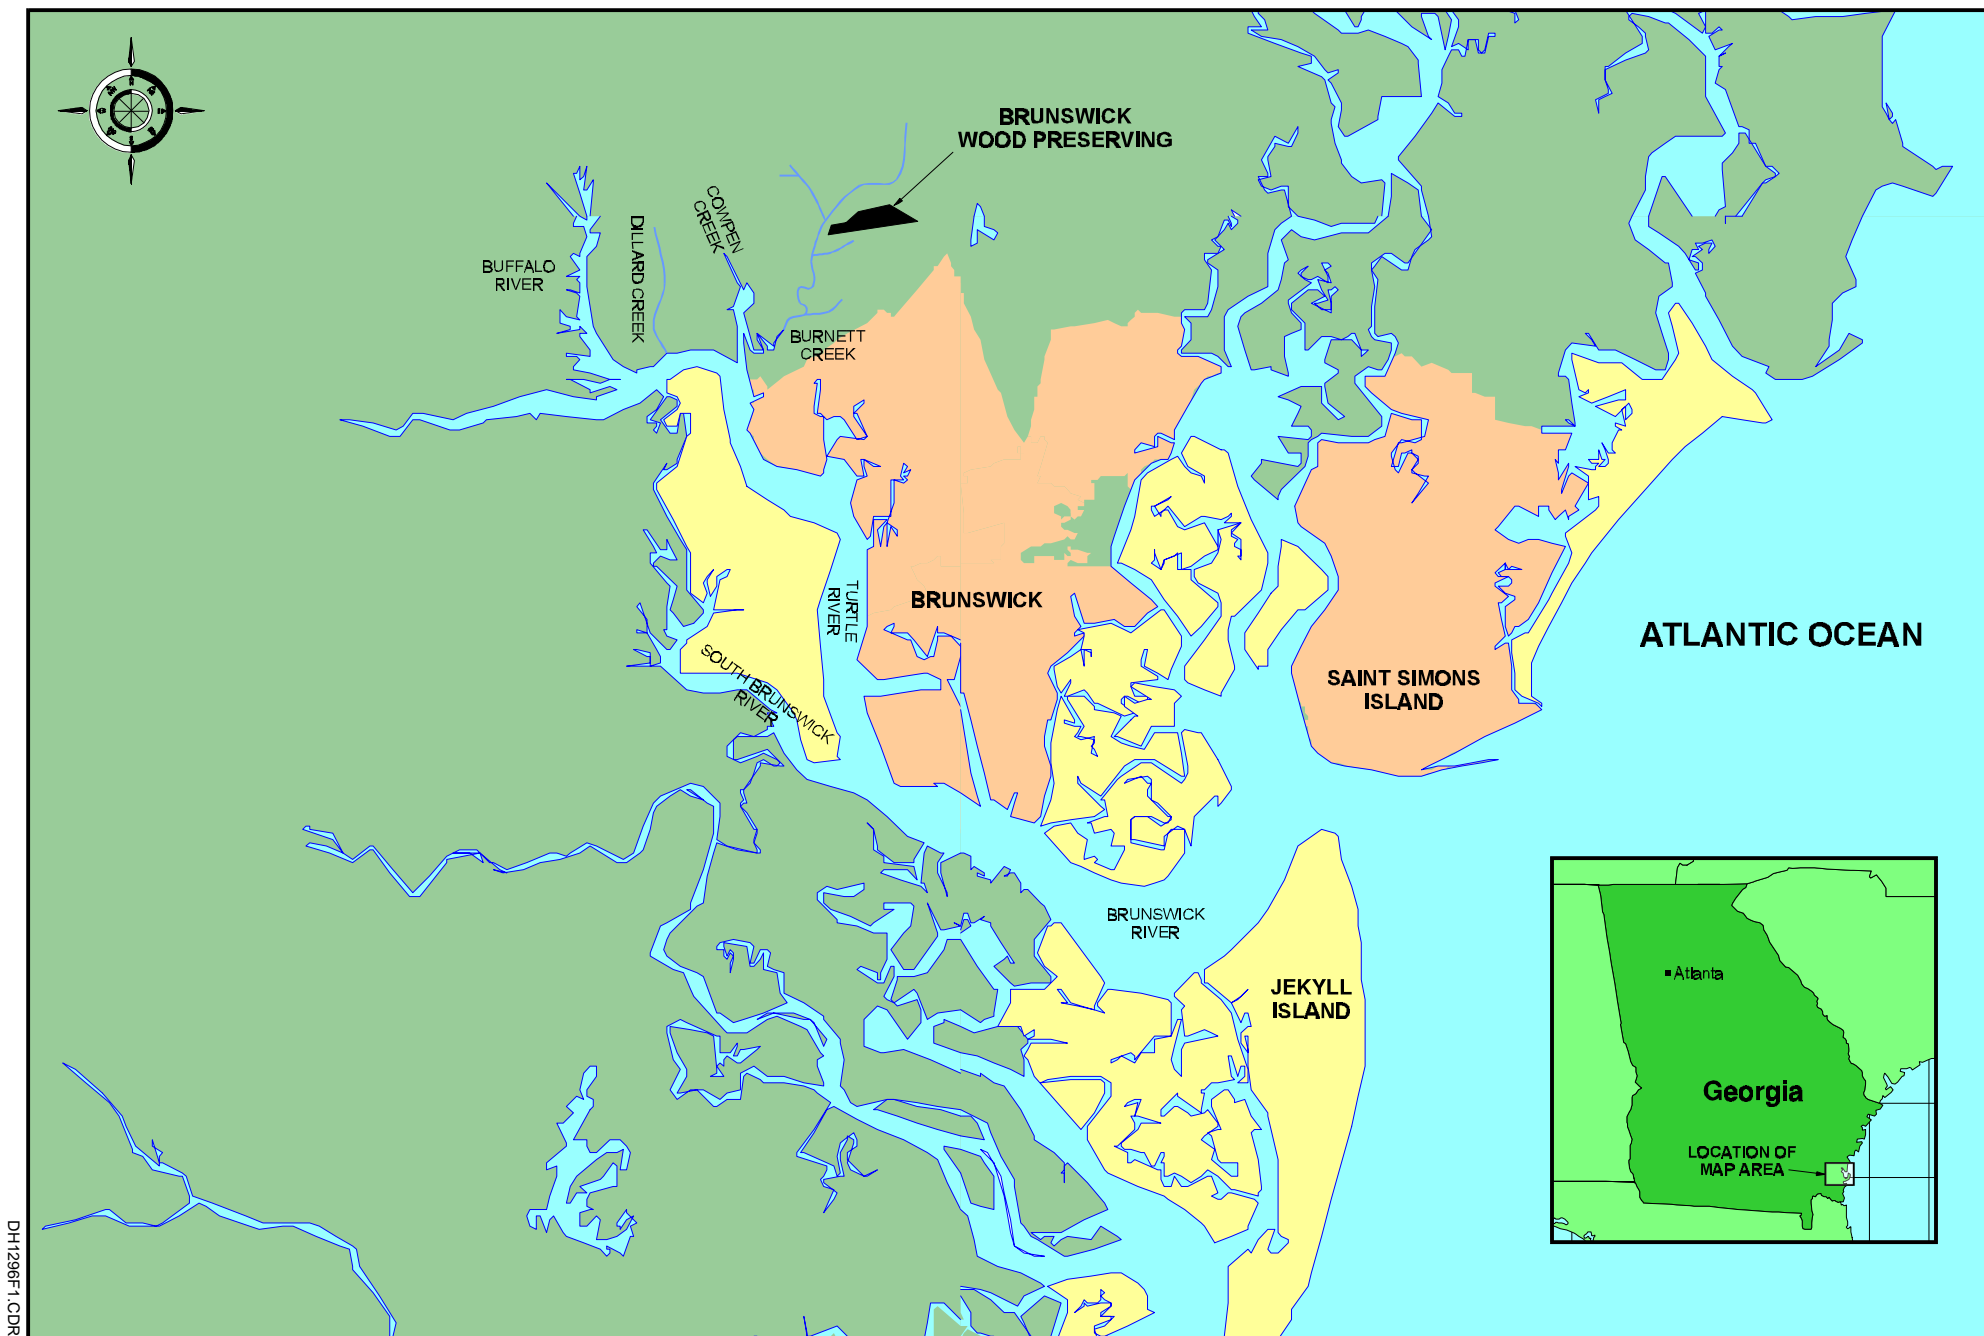 BRUNSWICK
WOOD PRESERVING
COWPEN
CREEK
DILLARD CREEK
BUFFALO
RIVER
BURNETT
CREEK
TURTLE
RIVER
BRUNSWICK
ATLANTIC OCEAN
SAINT SIMONS
ISLAND
SOUTH BRUNSWICK
RIVER
BRUNSWICK
RIVER
JEKYLL
ISLAND
Atlanta
Georgia
LOCATION OF
MAP AREA
DH1296F1.CDR